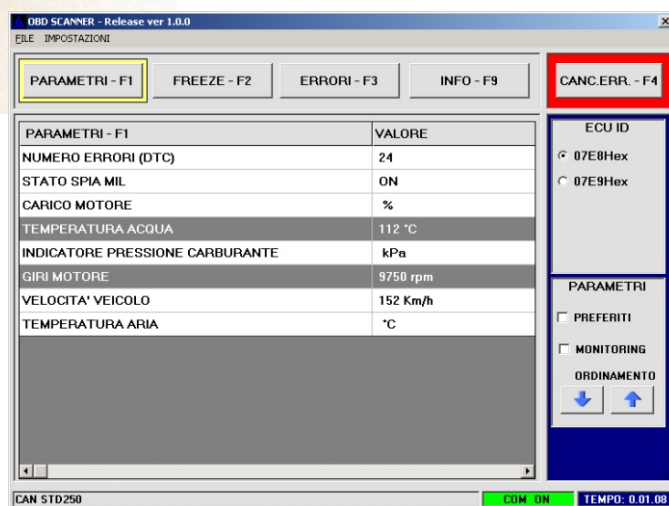 OBD SCANNER - Release ver 1.0.0
FILE IMPOSTAZIONI
PARAMETRI - F1 FREEZE - F2 ERRORI - F3 INFO - F9 CANC.ERR. - F4
PARAMETRI - F1 VALORE
NUMERO ERRORI (DTC) 24
STATO SPIA MIL ON
CARICO MOTORE %
TEMPERATURA ACQUA 112 °C
INDICATORE PRESSIONE CARBURANTE kPa
GIRI MOTORE 9750 rpm
VELOCITA' VEICOLO 152 Km/h
TEMPERATURA ARIA °C
ECU ID
07E8Hex
07E9Hex
PARAMETRI
PREFERITI
MONITORING
ORDINAMENTO
CAN STD250 COM ON TEMPO: 0.01.08